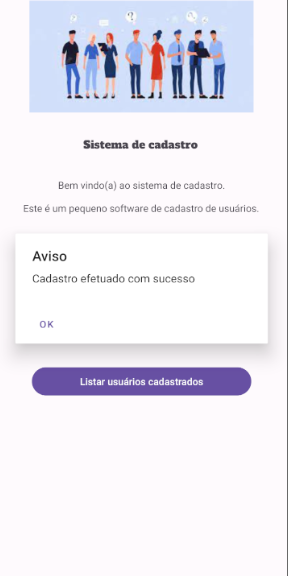 Sistema de cadastro
Bem vindo(a) ao sistema de cadastro.
Este é um pequeno software de cadastro de usuários.
Aviso
Cadastro efetuado com sucesso
OK
Listar usuários cadastrados